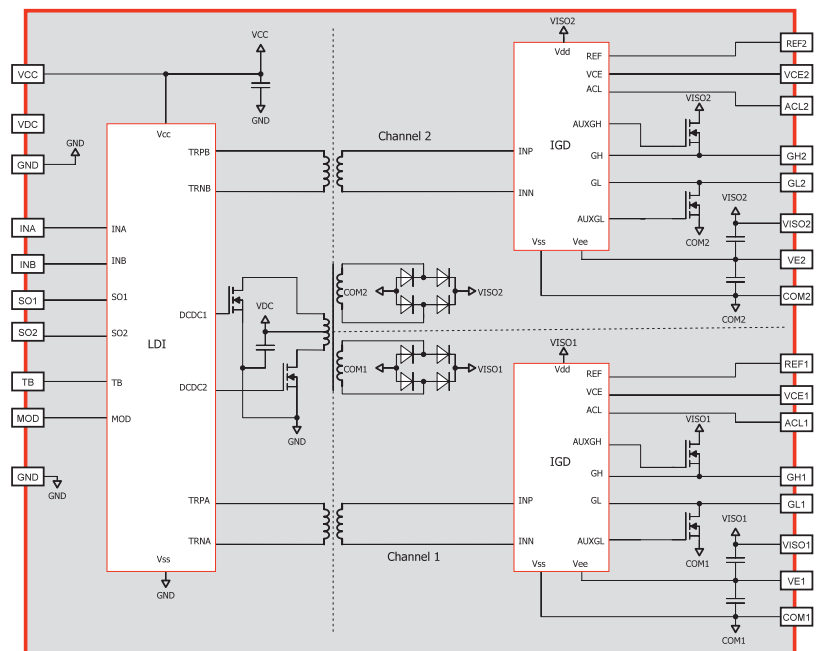 VCC
VDC
GND
GND
INA
INB
SO1
SO2
TB
MOD
GND
GND
VCC
GND
Vcc
TRPB
TRNB
INA
INB
SO1
SO2
LDI
DCDC1
DCDC2
TB
MOD
TRPA
TRNA
Vss
GND
VDC
GND
Channel 2
COM2
VISO2
COM1
VISO1
Channel 1
VISO2
Vdd
REF
VCE
ACL
AUXGH
IGD
INP
GH
GL
INN
AUXGL
Vss
Vee
VISO2
COM2
VISO2
COM2
REF2
VCE2
ACL2
GH2
GL2
VISO2
VE2
COM2
VISO1
Vdd
REF
VCE
ACL
AUXGH
IGD
GH
INP
GL
INN
AUXGL
Vss
Vee
VISO1
COM1
VISO1
COM1
REF1
VCE1
ACL1
GH1
GL1
VISO1
VE1
COM1